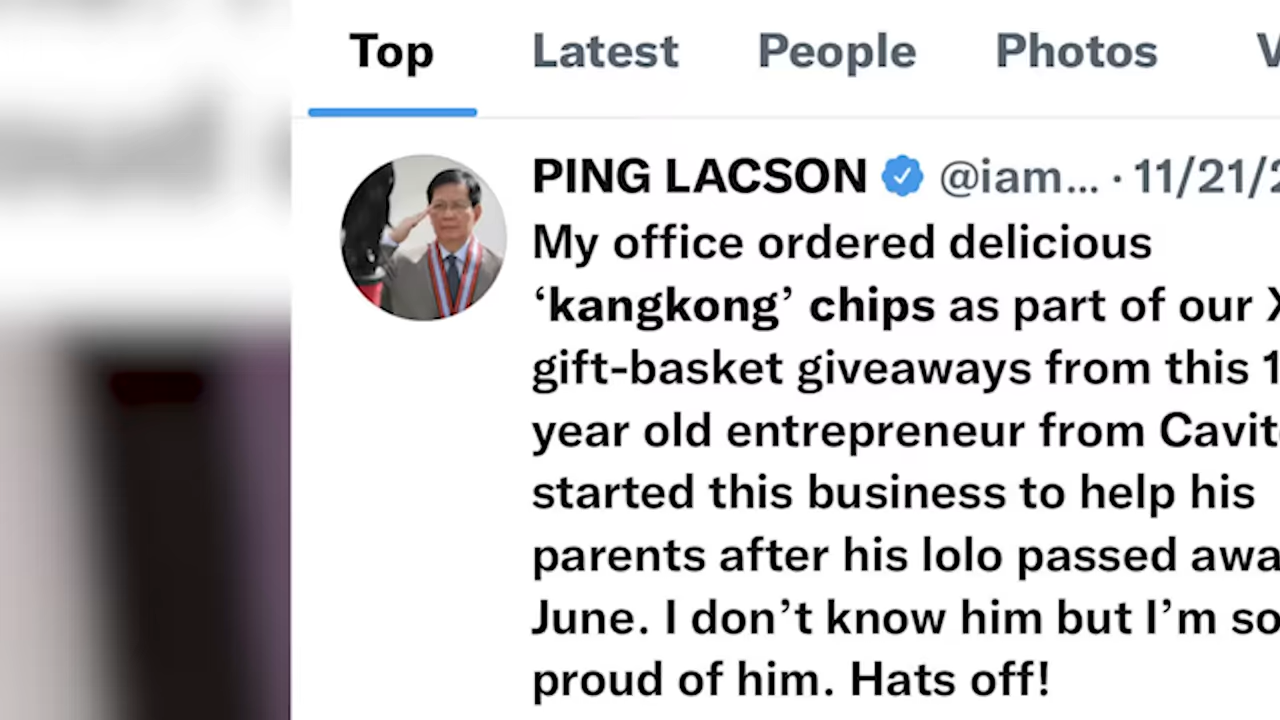 Top Latest People Photos
PING LACSON @iam... · 11/21/2
My office ordered delicious
‘kangkong’ chips as part of our X
gift-basket giveaways from this 1
year old entrepreneur from Cavite
started this business to help his
parents after his lolo passed awa
June. I don’t know him but I’m so
proud of him. Hats off!